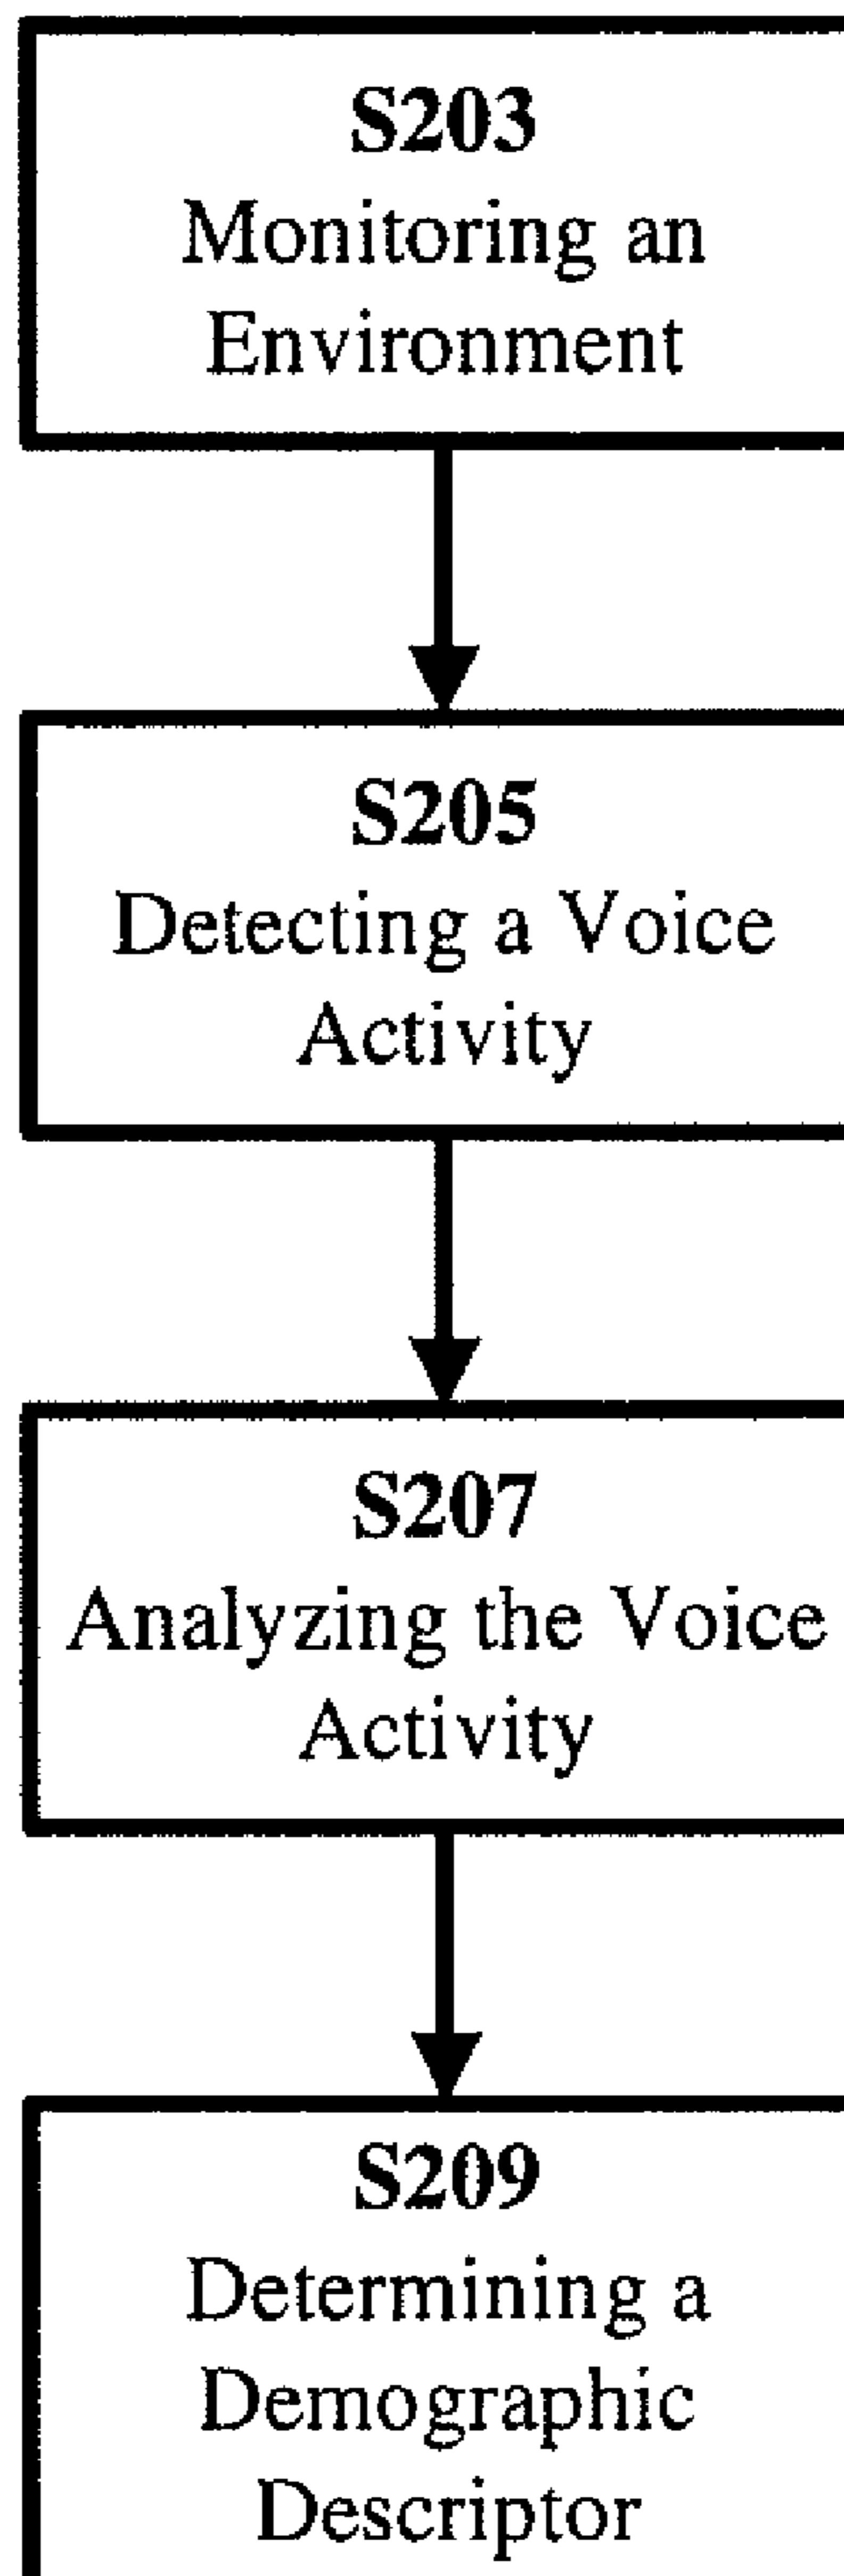 S203
Monitoring an
Environment
S205
Detecting a Voice
Activity
S207
Analyzing the Voice
Activity
S209
Determining a
Demographic
Descriptor